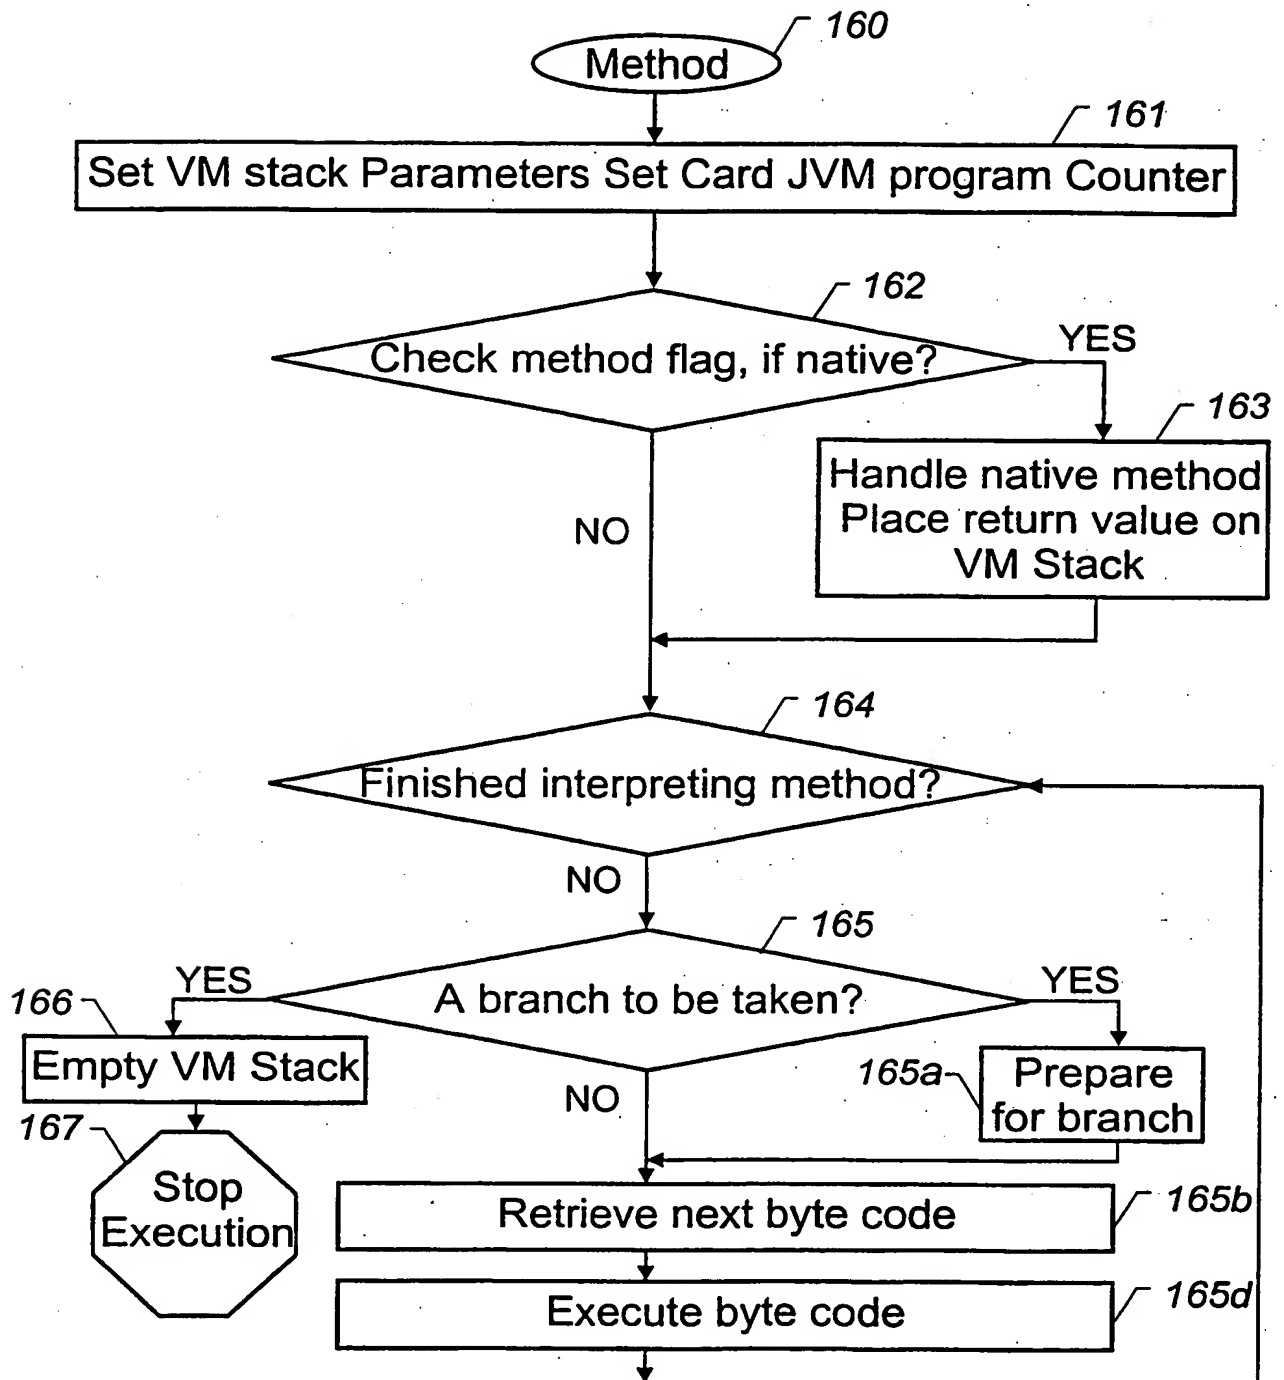 160
Method
161
Set VM stack Parameters Set Card JVM program Counter
162
Check method flag, if native?
YES
163
Handle native method
Place return value on
VM Stack
NO
164
Finished interpreting method?
NO
165
A branch to be taken?
YES
YES
166
Empty VM Stack
165a
Prepare
for branch
NO
167
Stop
Execution
Retrieve next byte code
165b
Execute byte code
165d